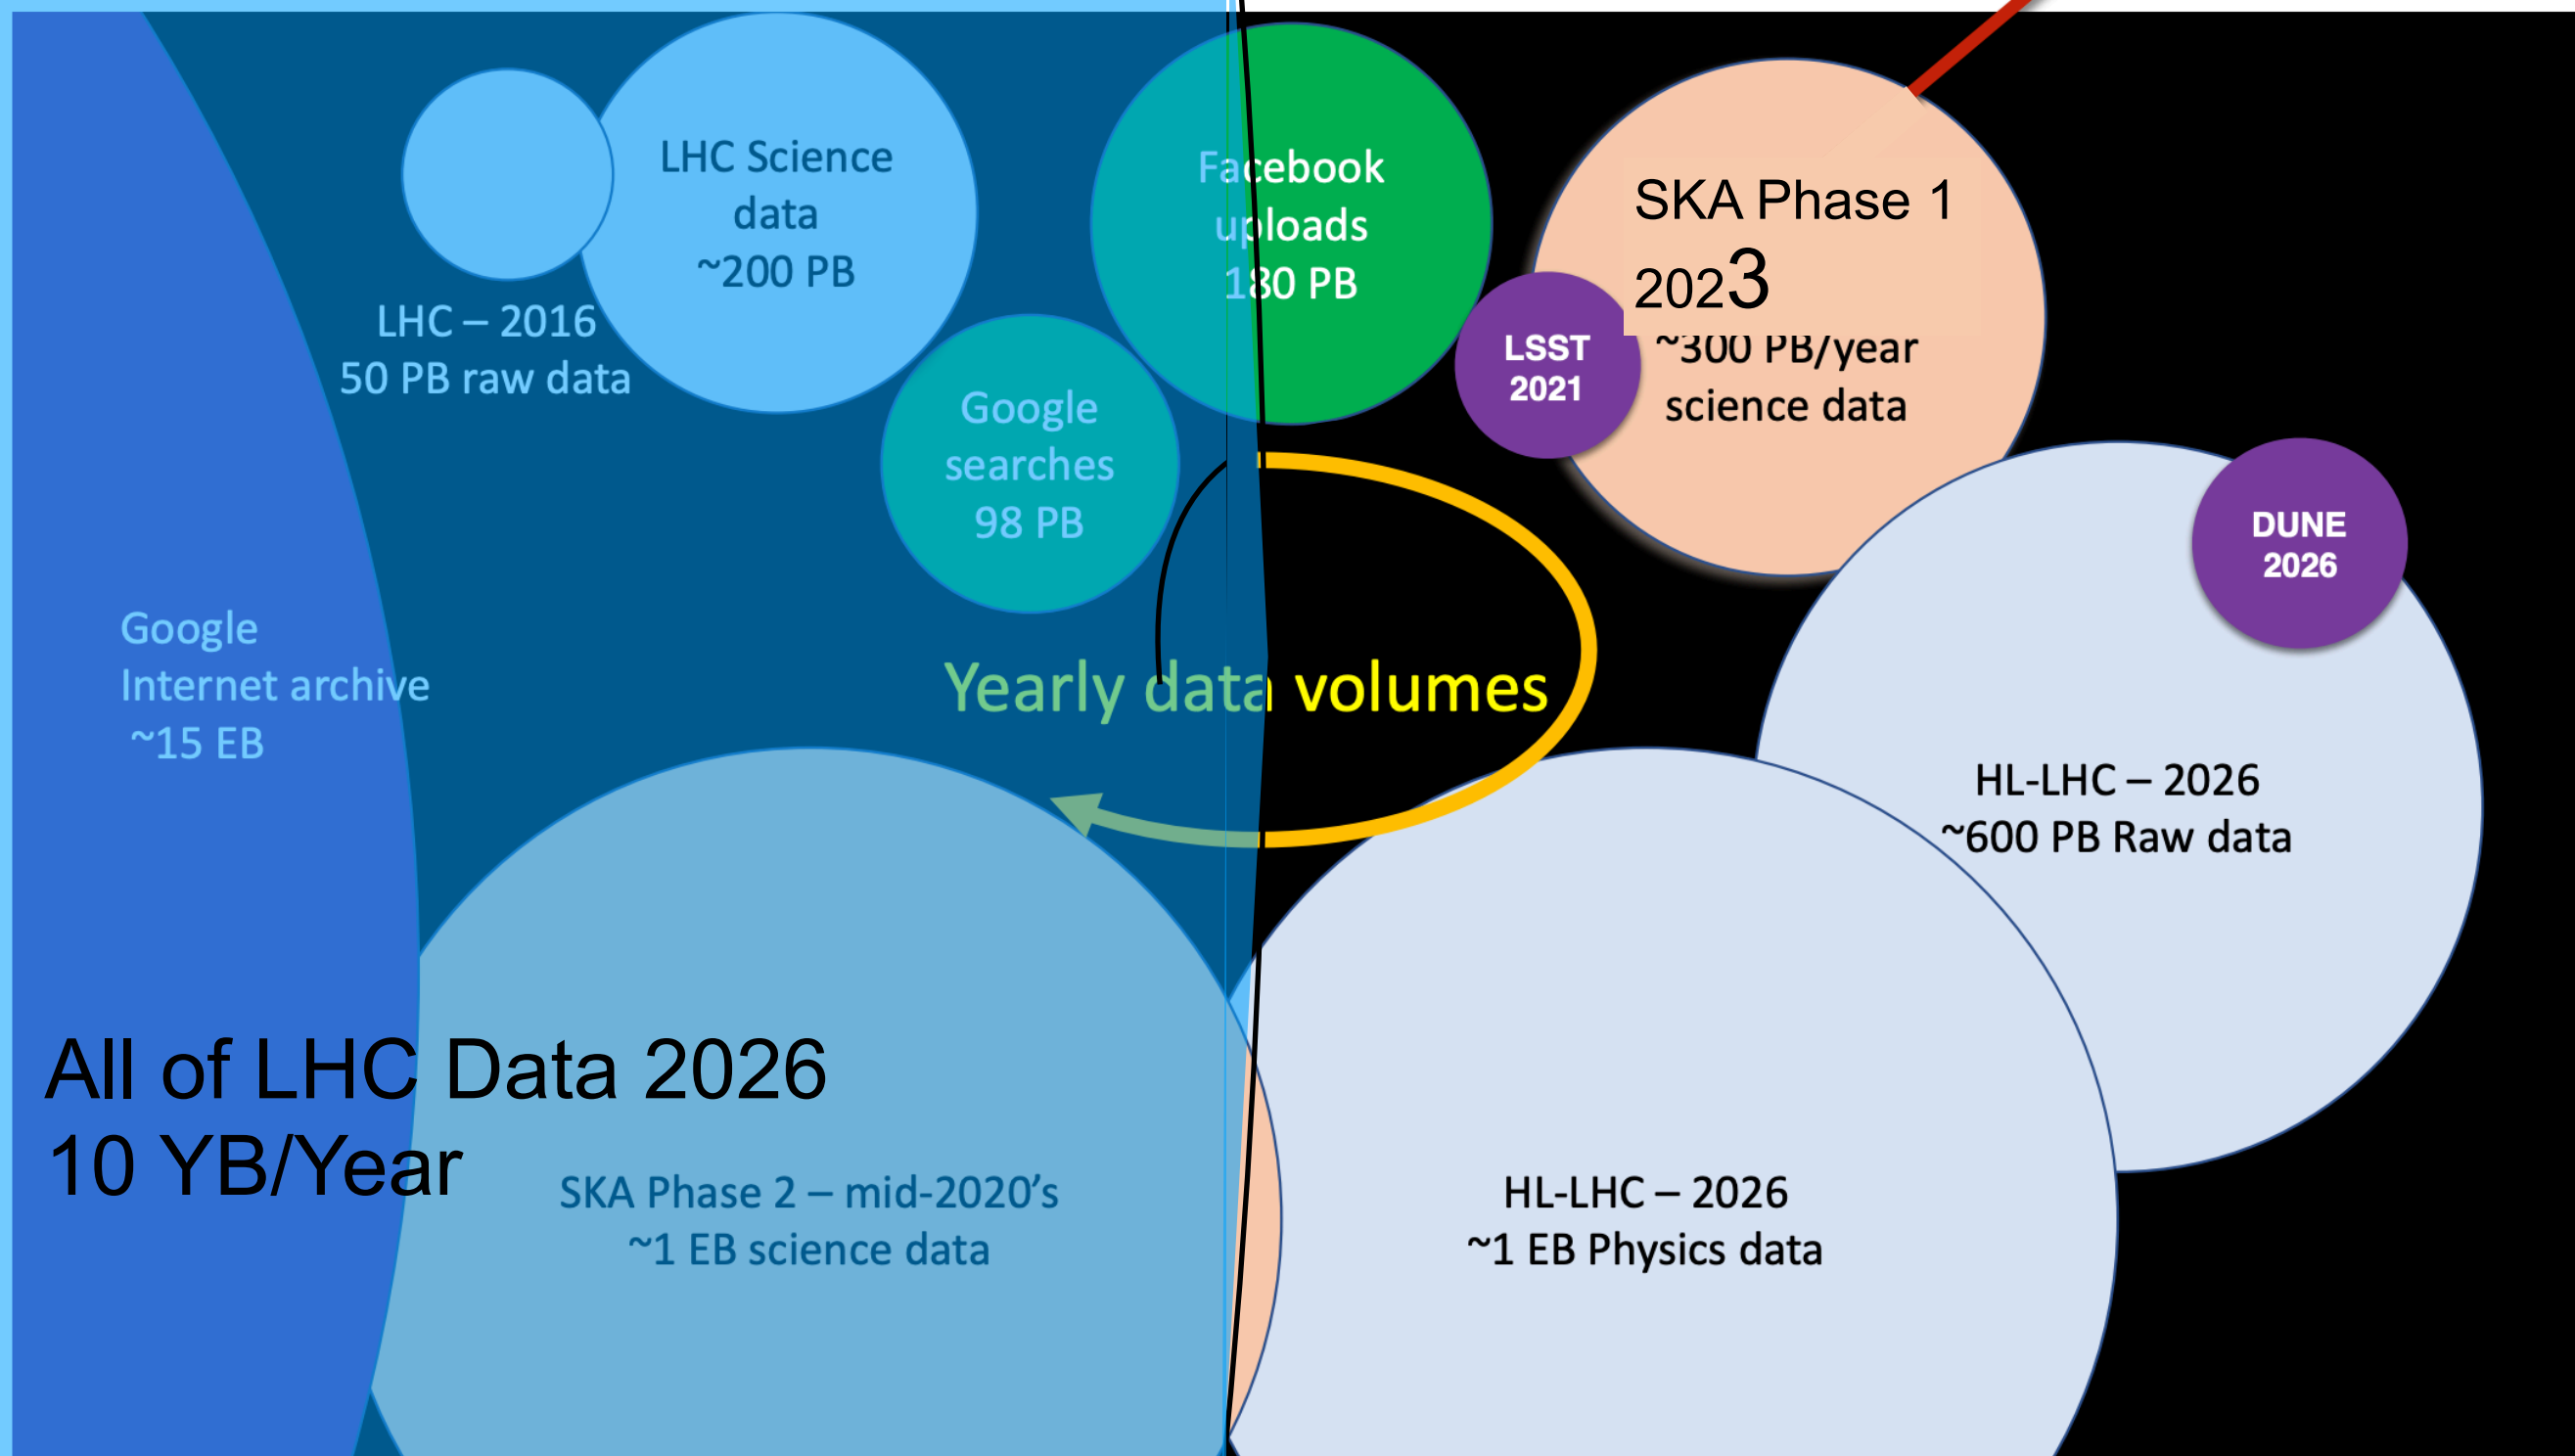 LHC Science
data
~200 PB
LHC – 2016
50 PB raw data
Facebook
uploads
180 PB
Google
searches
98 PB
SKA Phase 1
2023
~300 PB/year
science data
LSST
2021
DUNE
2026
Google
Internet archive
~15 EB
Yearly data volumes
HL-LHC – 2026
~600 PB Raw data
All of LHC Data 2026
10 YB/Year
SKA Phase 2 – mid-2020’s
~1 EB science data
HL-LHC – 2026
~1 EB Physics data